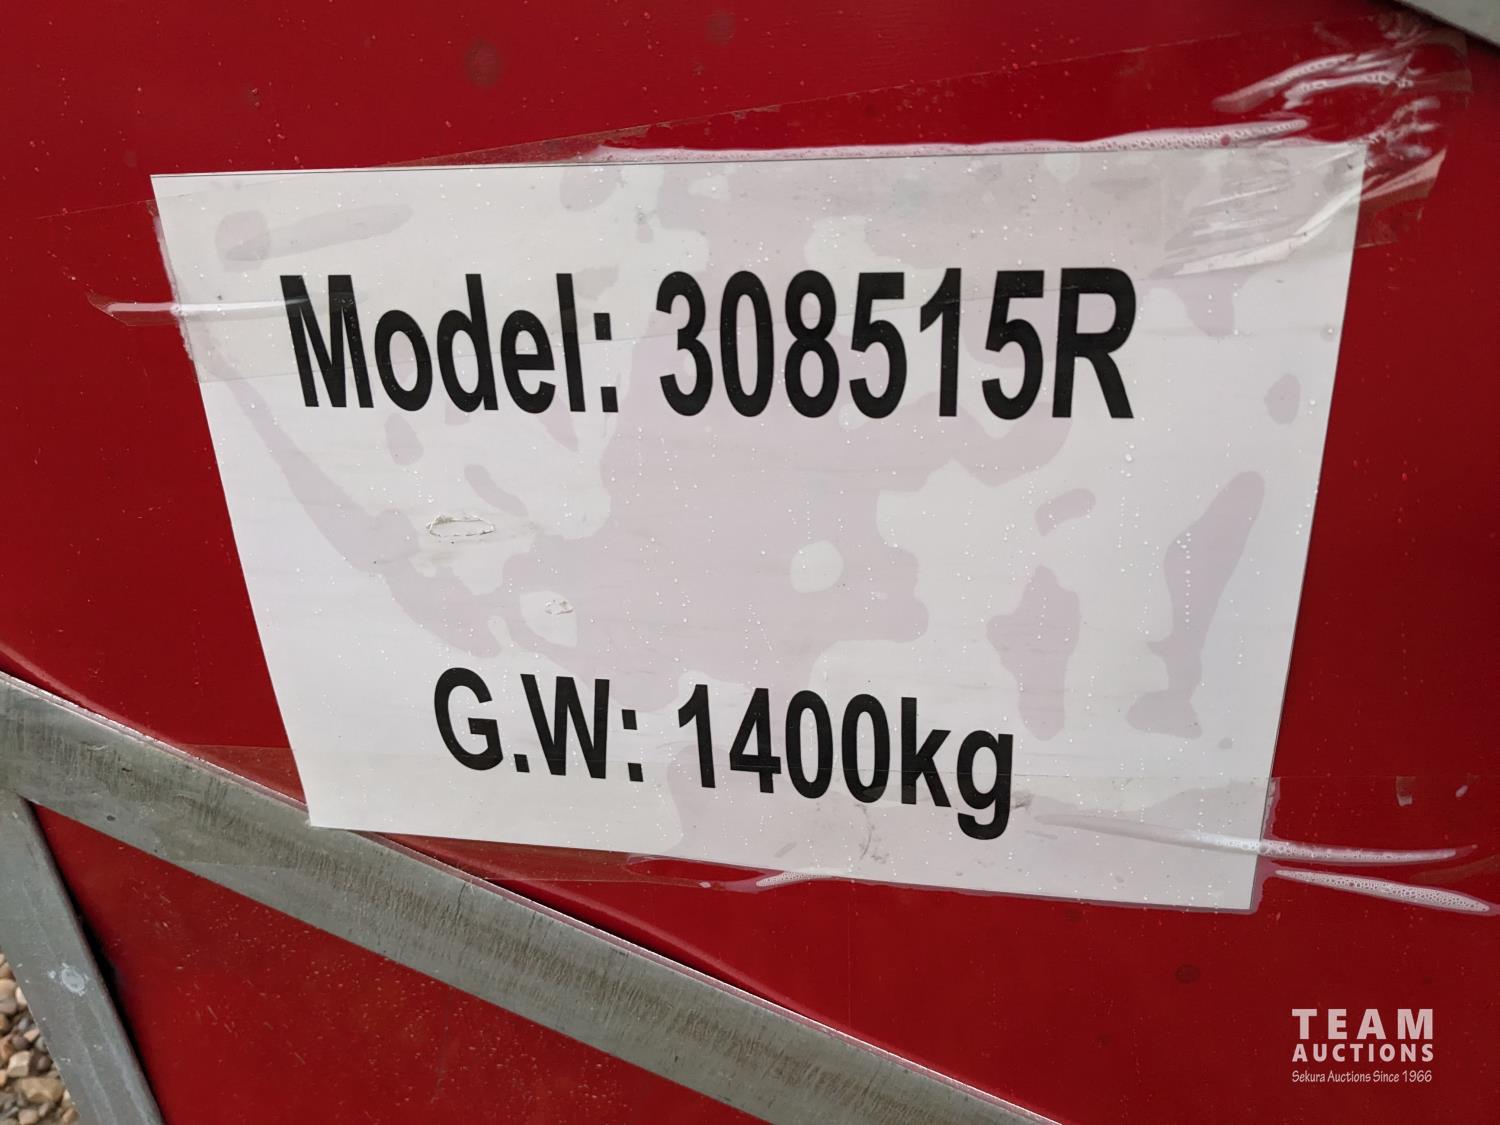 Model: 308515R
G.W: 1400kg
TEAM
AUCTIONS
Sekura Auctions Since 1966